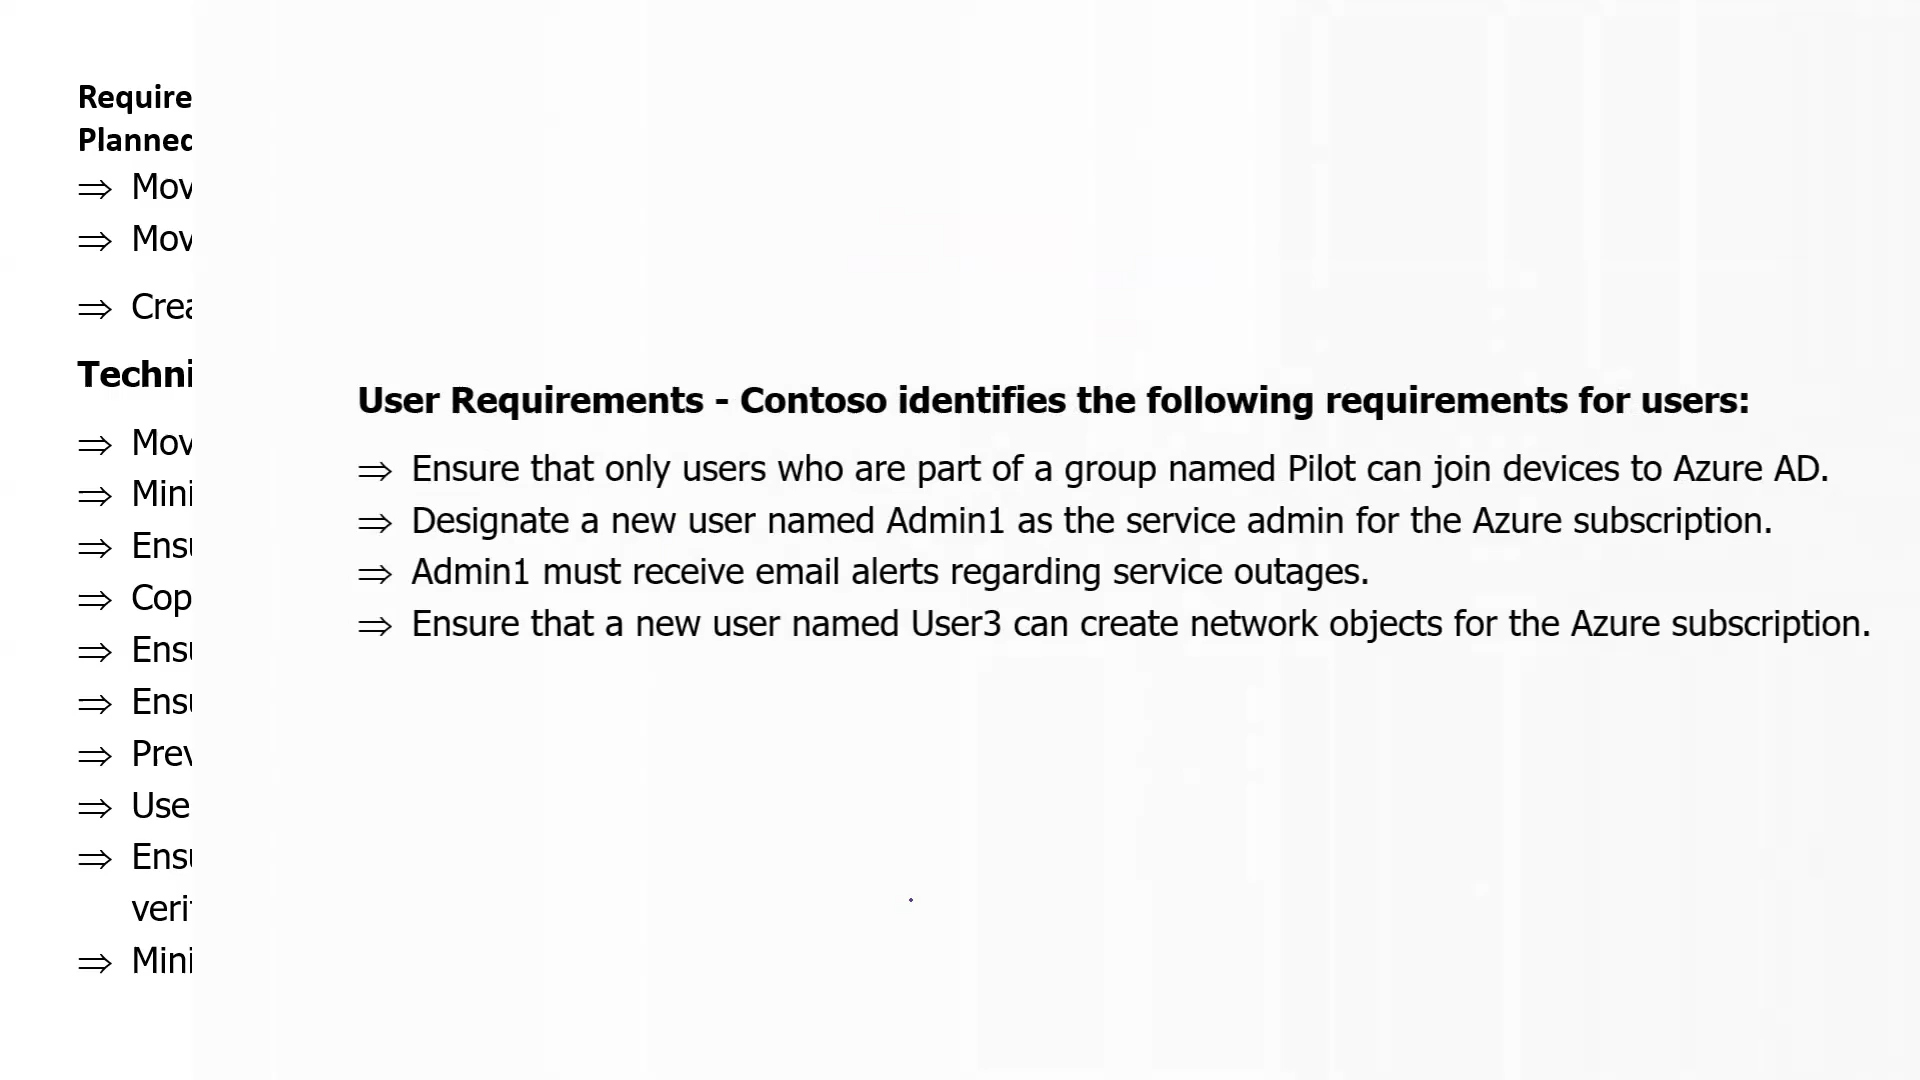 Require
Planned
⇒ Mov
⇒ Mov
⇒ Crea
Techni
⇒ Mov
⇒ Mini
⇒ Ensu
⇒ Cop
⇒ Ensu
⇒ Ensu
⇒ Prev
⇒ Use
⇒ Ensu
verif
⇒ Mini
User Requirements - Contoso identifies the following requirements for users:
⇒ Ensure that only users who are part of a group named Pilot can join devices to Azure AD.
⇒ Designate a new user named Admin1 as the service admin for the Azure subscription.
⇒ Admin1 must receive email alerts regarding service outages.
⇒ Ensure that a new user named User3 can create network objects for the Azure subscription.